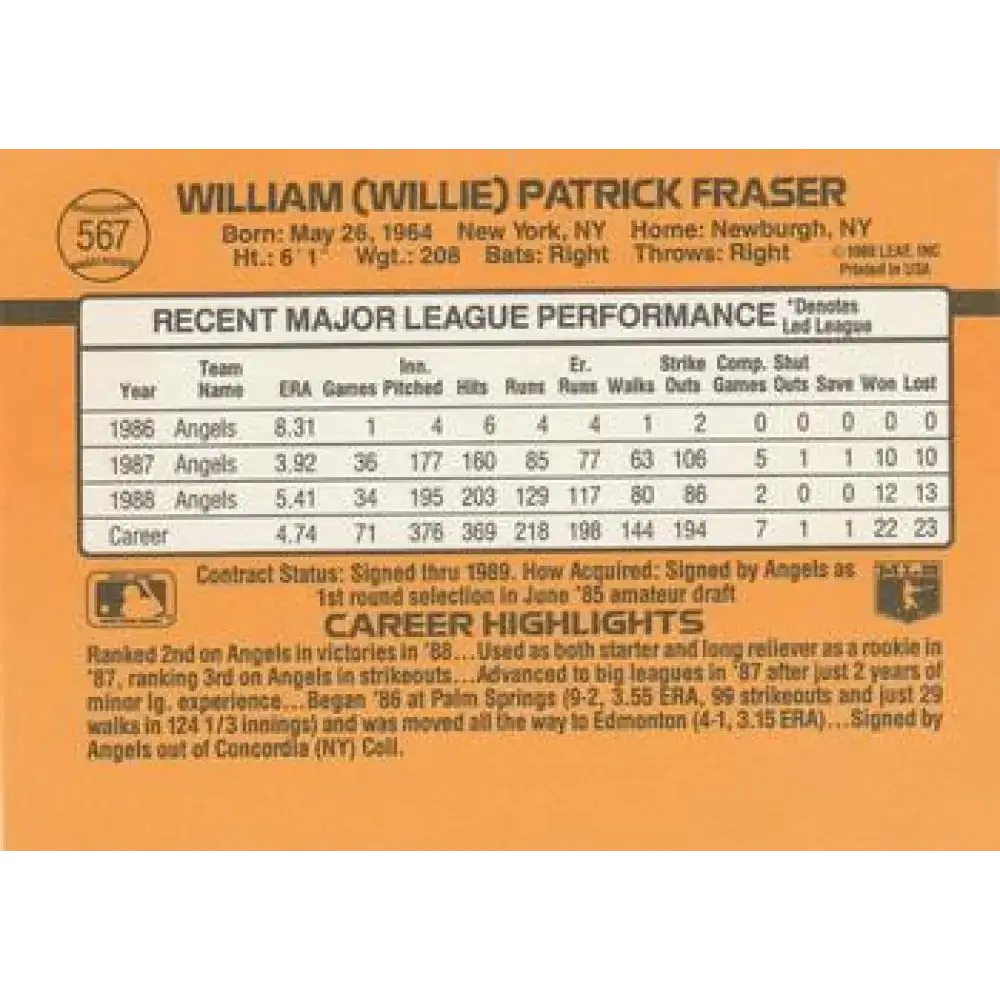 567
WILLIAM (WILLIE) PATRICK FRASER
Born: May 26, 1964 New York, NY Home: Newburgh, NY
Ht.: 6'1" Wgt.: 208 Bats: Right Throws: Right
© 1988 LEAF, INC
Printed in USA
RECENT MAJOR LEAGUE PERFORMANCE *Denotes Led League
Year Team Name ERA Games Inn. Pitched Hits Runs Er. Runs Walks Strike Outs Comp. Games Shut Outs Save Won Lost
1986 Angels 8.31 1 4 6 4 4 1 2 0 0 0 0 0
1987 Angels 3.92 36 177 160 85 77 63 106 5 1 1 10 10
1988 Angels 5.41 34 195 203 129 117 80 86 2 0 0 12 13
Career 4.74 71 376 369 218 198 144 194 7 1 1 22 23
Contract Status: Signed thru 1989. How Acquired: Signed by Angels as
1st round selection in June '85 amateur draft
CAREER HIGHLIGHTS
Ranked 2nd on Angels in victories in '88...Used as both starter and long reliever as a rookie in
'87, ranking 3rd on Angels in strikeouts...Advanced to big leagues in '87 after just 2 years of
minor lg. experience...Began '86 at Palm Springs (9-2, 3.55 ERA, 99 strikeouts and just 29
walks in 124 1/3 innings) and was moved all the way to Edmonton (4-1, 3.15 ERA)...Signed by
Angels out of Concordia (NY) Coll.